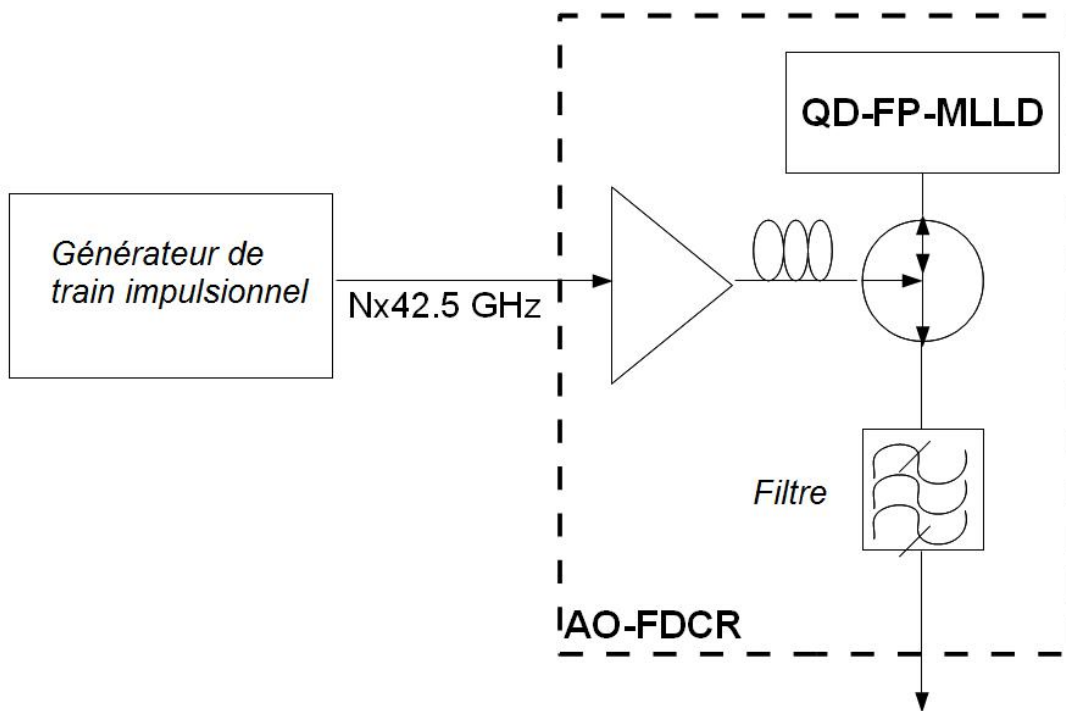 QD-FP-MLLD
Générateur de
train impulsionnel
Nx42.5 GHz
Filtre
AO-FDCR